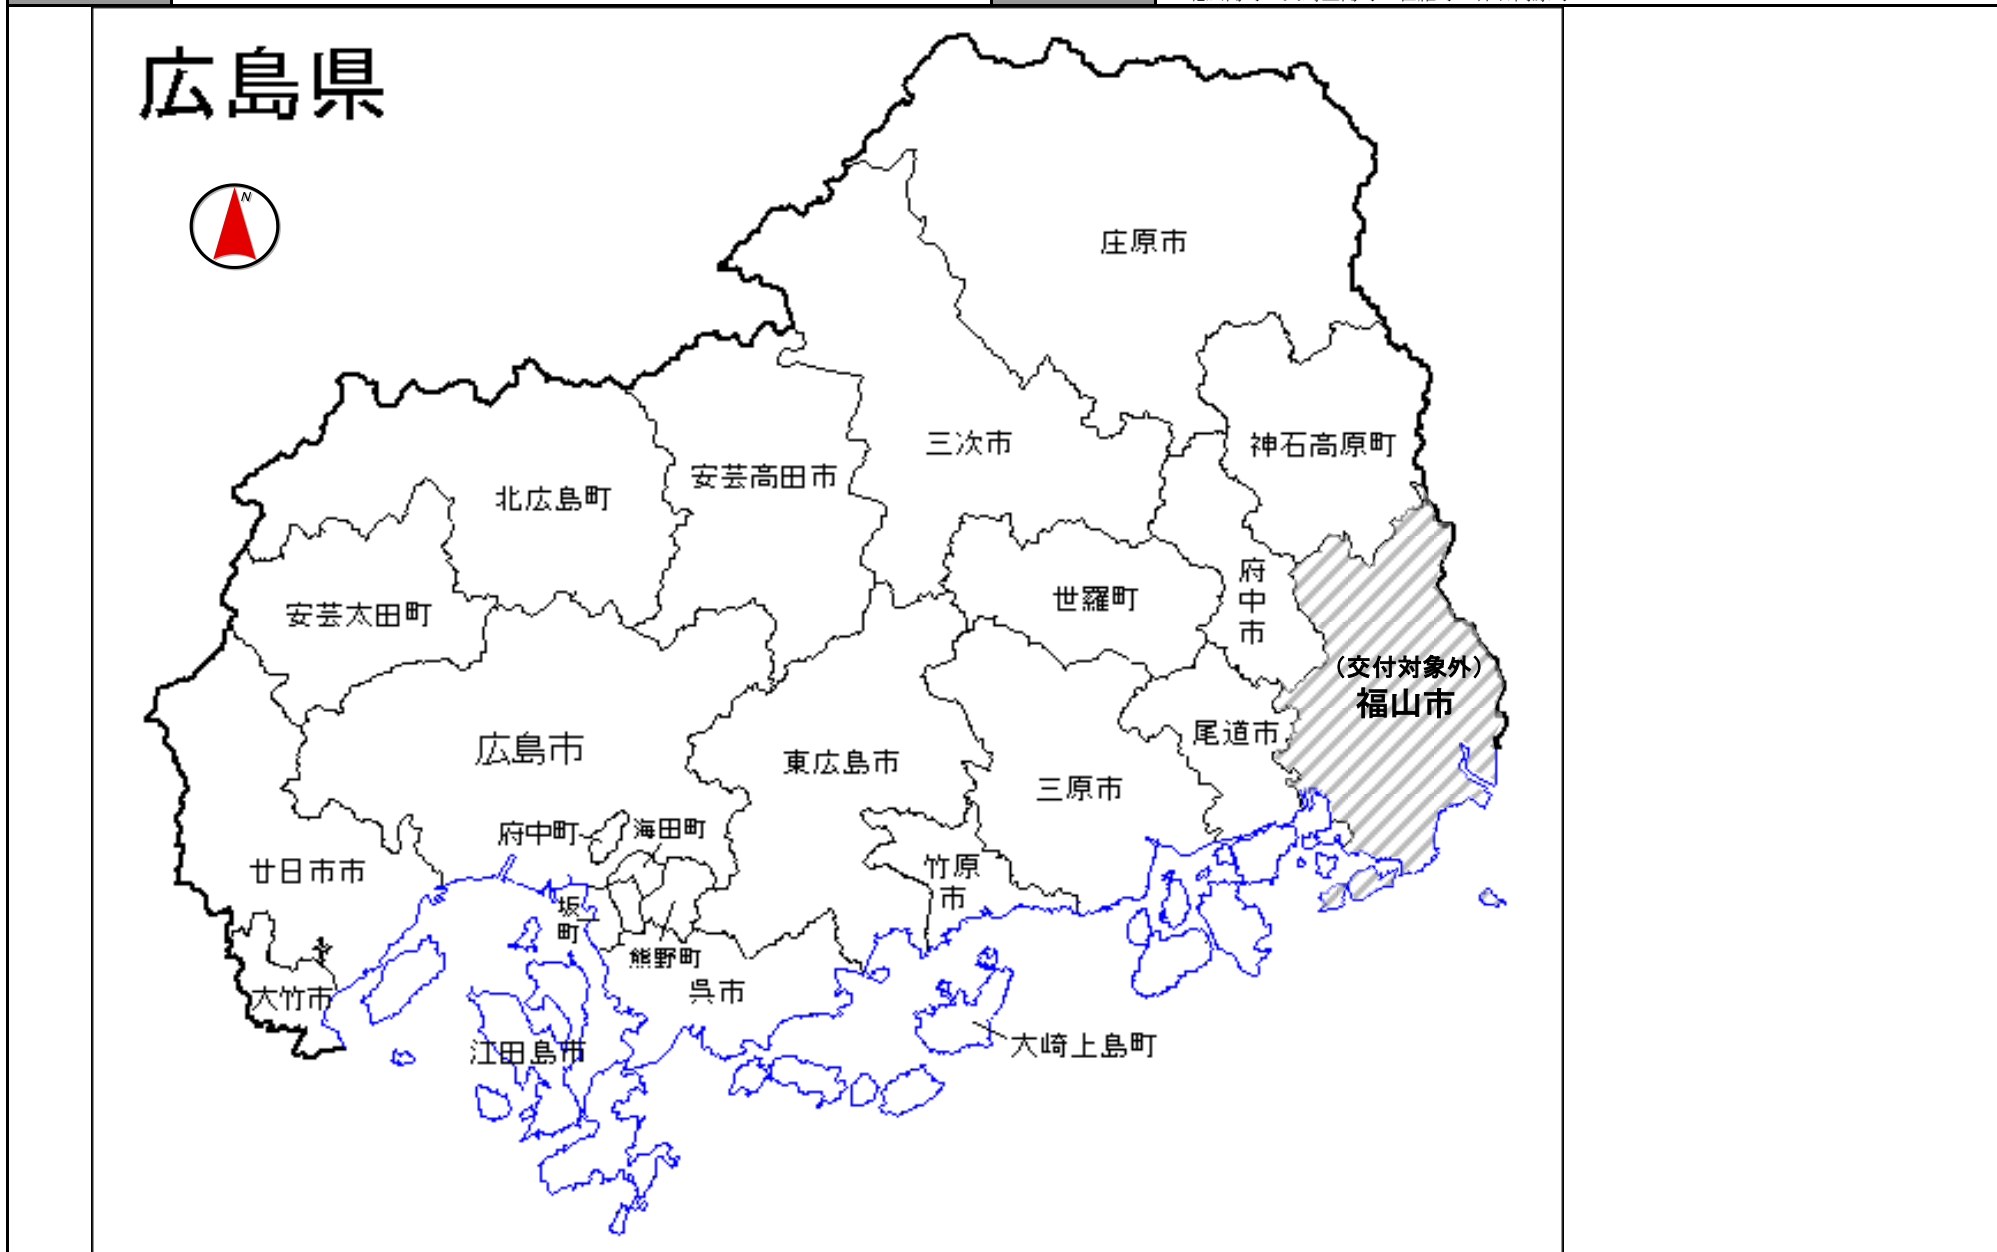 広島県
N
庄原市
三次市
神石高原町
安芸高田市
北広島町
世羅町
府中市
安芸太田町
(交付対象外)
福山市
尾道市
広島市
東広島市
三原市
府中町
海田町
廿日市市
竹原市
坂町
熊野町
呉市
大竹市
江田島市
大崎上島町